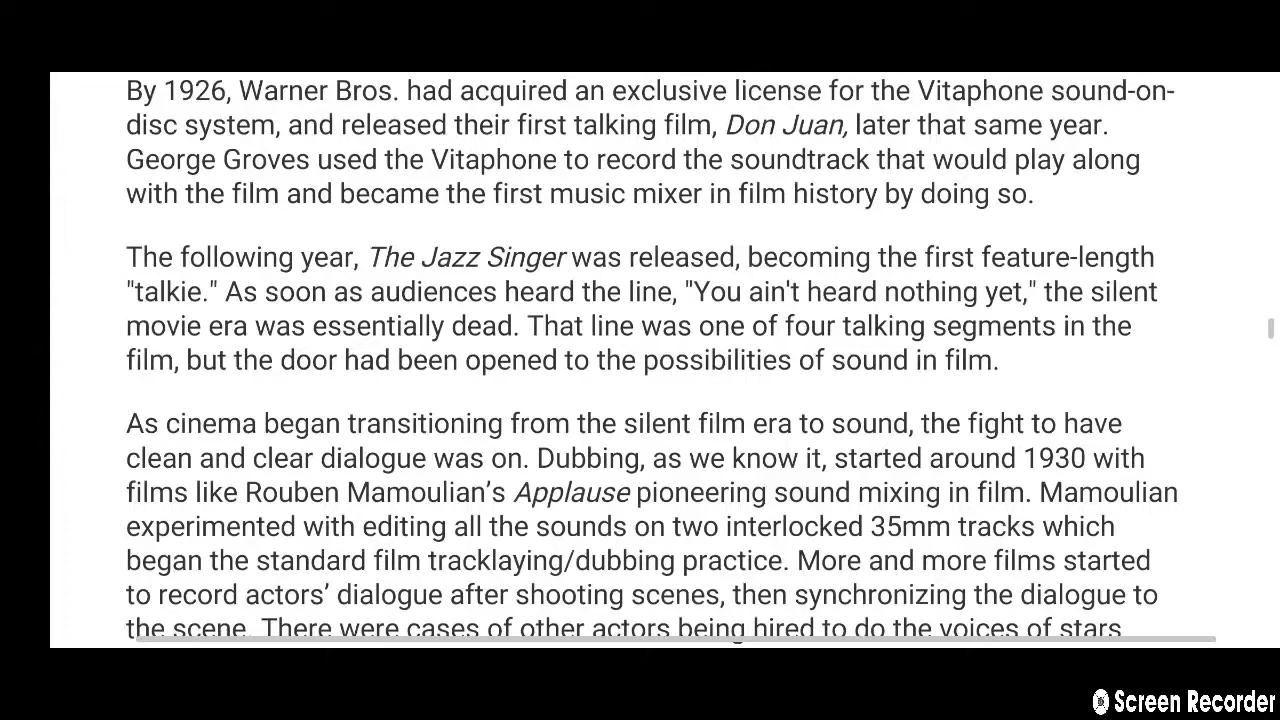 By 1926, Warner Bros. had acquired an exclusive license for the Vitaphone sound-on-
disc system, and released their first talking film, Don Juan, later that same year.
George Groves used the Vitaphone to record the soundtrack that would play along
with the film and became the first music mixer in film history by doing so.
The following year, The Jazz Singer was released, becoming the first feature-length
"talkie." As soon as audiences heard the line, "You ain't heard nothing yet," the silent
movie era was essentially dead. That line was one of four talking segments in the
film, but the door had been opened to the possibilities of sound in film.
As cinema began transitioning from the silent film era to sound, the fight to have
clean and clear dialogue was on. Dubbing, as we know it, started around 1930 with
films like Rouben Mamoulian’s Applause pioneering sound mixing in film. Mamoulian
experimented with editing all the sounds on two interlocked 35mm tracks which
began the standard film tracklaying/dubbing practice. More and more films started
to record actors’ dialogue after shooting scenes, then synchronizing the dialogue to
the scene. There were cases of other actors being hired to do the voices of stars
Screen Recorder